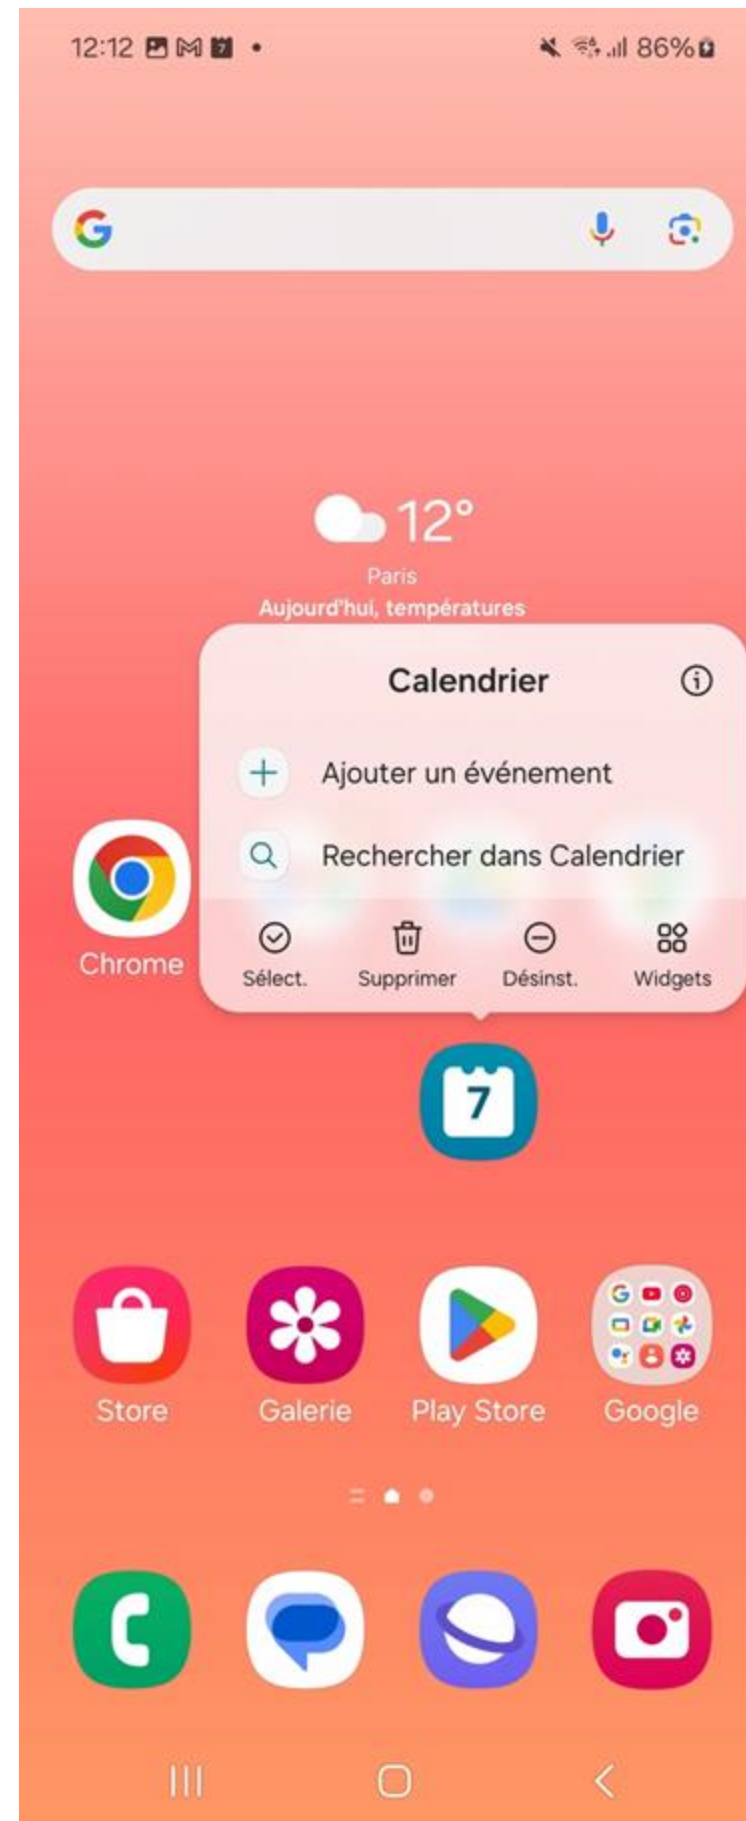 12:12
86%
12°
Paris
Aujourd'hui, températures
Calendrier
Ajouter un événement
Rechercher dans Calendrier
Sélect. Supprimer Désinst. Widgets
Chrome
7
Store Galerie Play Store Google